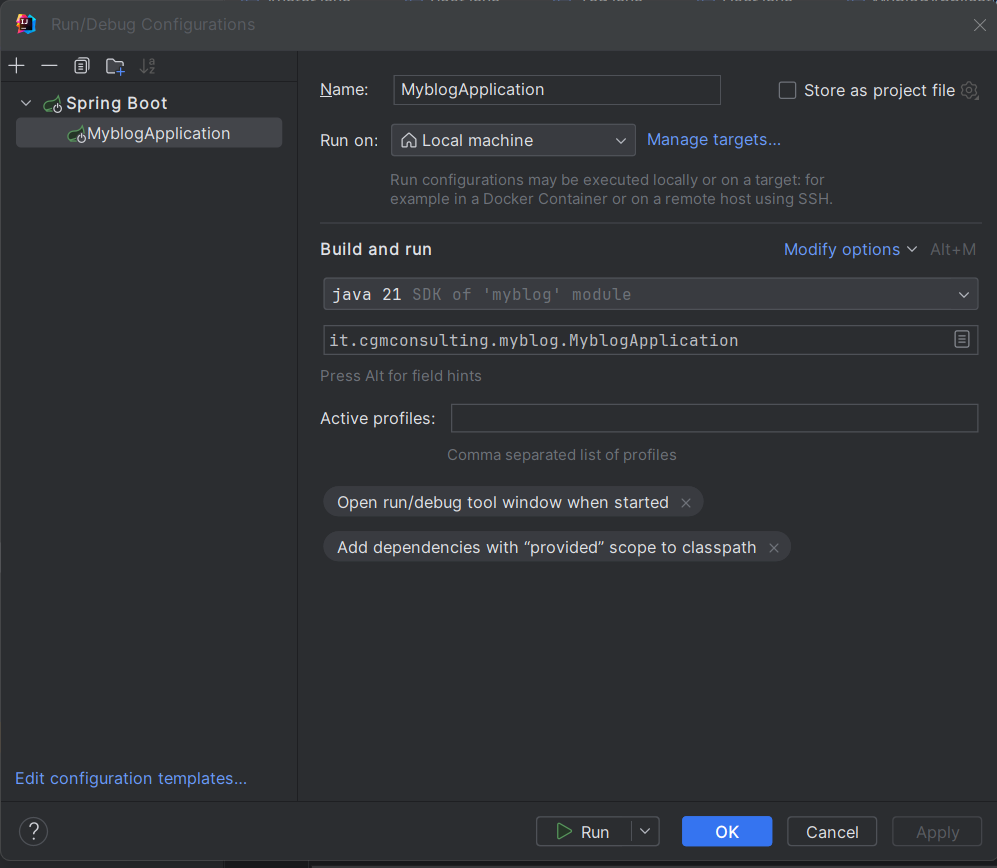 Run/Debug Configurations
Spring Boot
MyblogApplication
Edit configuration templates...
Name: MyblogApplication Store as project file
Run on: Local machine Manage targets...
Run configurations may be executed locally or on a target: for
example in a Docker Container or on a remote host using SSH.
Build and run Modify options Alt+M
java 21 SDK of 'myblog' module
it.cgmconsulting.myblog.MyblogApplication
Press Alt for field hints
Active profiles:
Comma separated list of profiles
Open run/debug tool window when started
Add dependencies with “provided” scope to classpath
? Run OK Cancel Apply